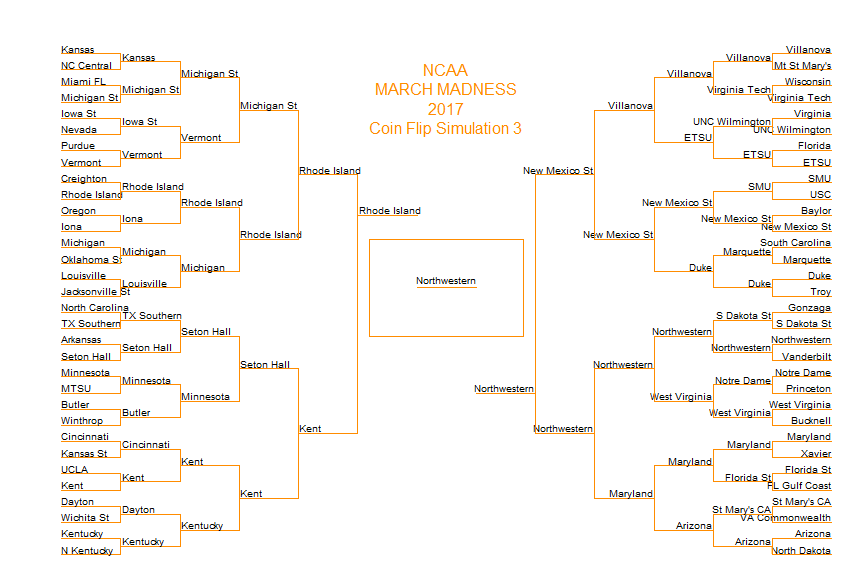 NCAA
MARCH MADNESS
2017
Coin Flip Simulation 3
Kansas
NC Central
Miami FL
Michigan St
Iowa St
Nevada
Purdue
Vermont
Creighton
Rhode Island
Oregon
Iona
Michigan
Oklahoma St
Louisville
Jacksonville St
North Carolina
TX Southern
Arkansas
Seton Hall
Minnesota
MTSU
Butler
Winthrop
Cincinnati
Kansas St
UCLA
Kent
Dayton
Wichita St
Kentucky
N Kentucky
Kansas
Michigan St
Iowa St
Vermont
Rhode Island
Iona
Michigan
Louisville
TX Southern
Seton Hall
Minnesota
Butler
Cincinnati
Kent
Dayton
Kentucky
Michigan St
Vermont
Rhode Island
Michigan
Seton Hall
Minnesota
Kent
Kentucky
Michigan St
Rhode Island
Seton Hall
Kent
Rhode Island
Kent
Rhode Island
Northwestern
Northwestern
New Mexico St
Northwestern
Villanova
New Mexico St
Northwestern
Maryland
Villanova
ETSU
New Mexico St
Duke
Northwestern
West Virginia
Maryland
Arizona
Villanova
Virginia Tech
UNC Wilmington
ETSU
SMU
New Mexico St
Marquette
Duke
S Dakota St
Northwestern
Notre Dame
West Virginia
Maryland
Florida St
St Mary's CA
Arizona
Villanova
Mt St Mary's
Wisconsin
Virginia Tech
Virginia
UNC Wilmington
Florida
ETSU
SMU
USC
Baylor
New Mexico St
South Carolina
Marquette
Duke
Troy
Gonzaga
S Dakota St
Northwestern
Vanderbilt
Notre Dame
Princeton
West Virginia
Bucknell
Maryland
Xavier
Florida St
FL Gulf Coast
St Mary's CA
VA Commonwealth
Arizona
North Dakota